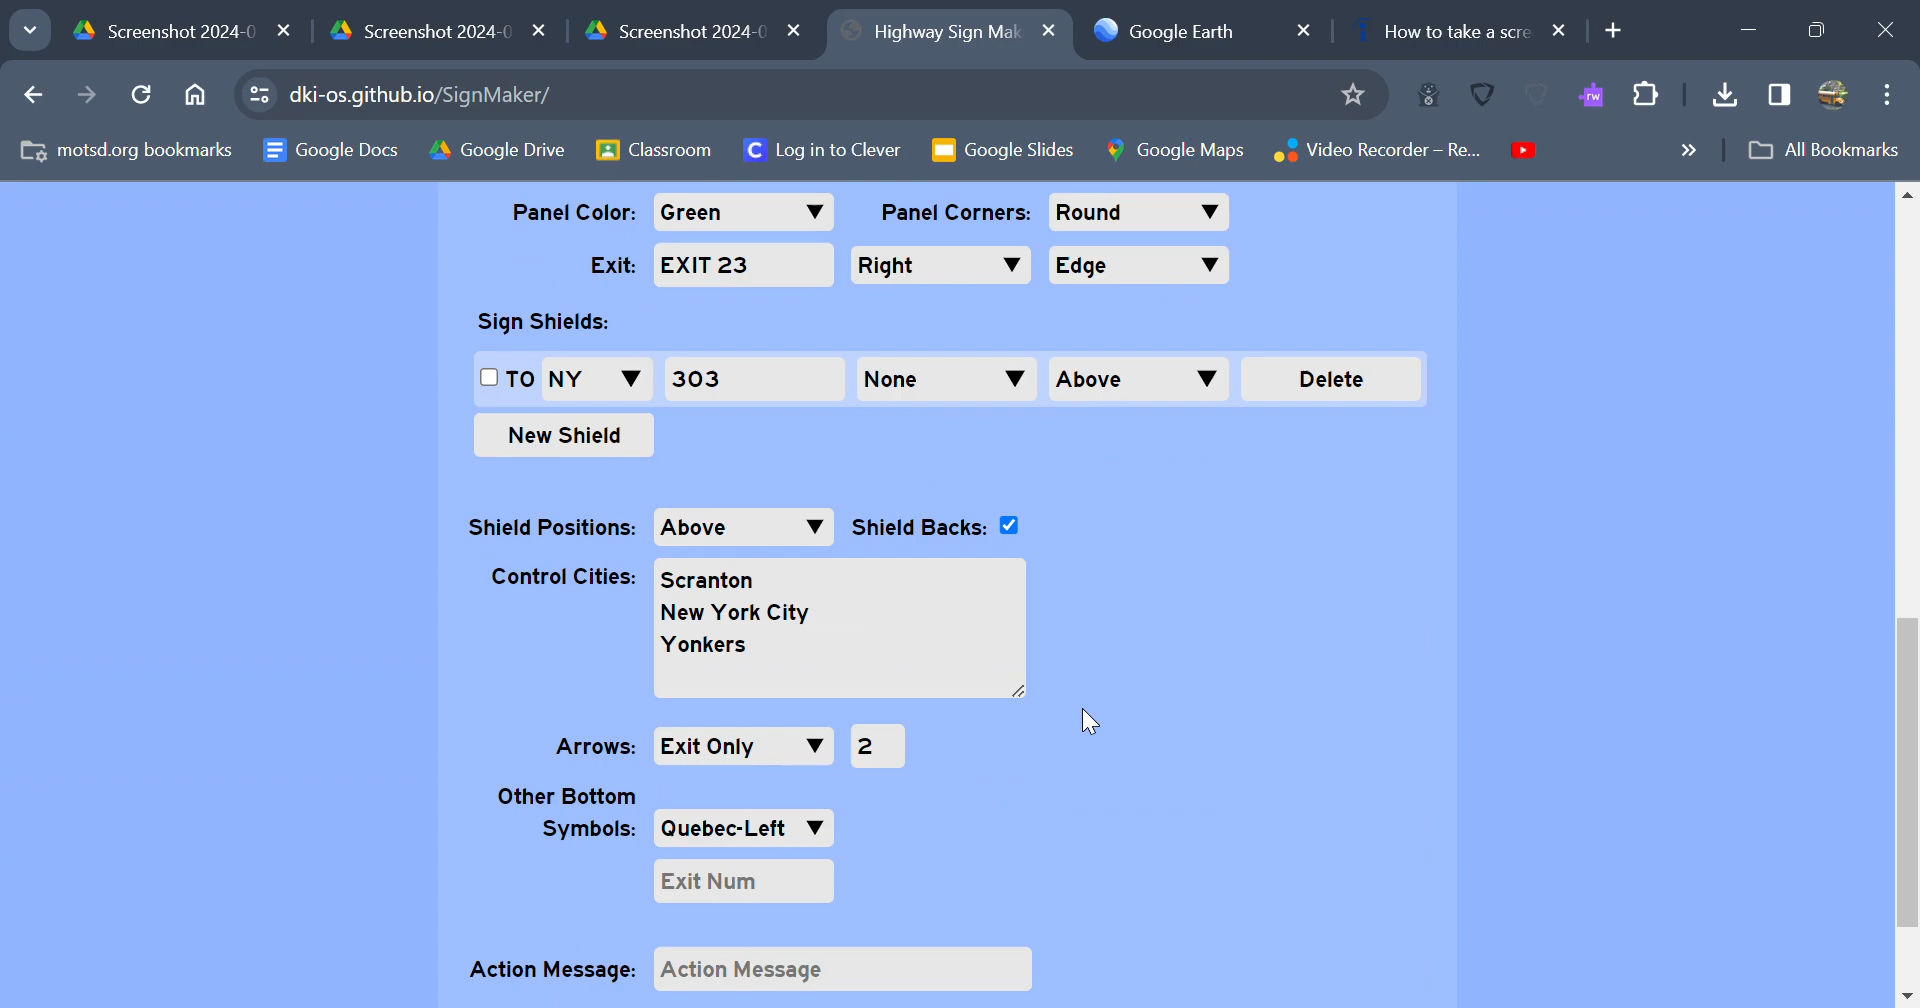 Screenshot 2024-0
Screenshot 2024-0
Screenshot 2024-0
Highway Sign Mak
Google Earth
How to take a scre
dki-os.github.io/SignMaker/
rw
motsd.org bookmarks
Google Docs
Google Drive
Classroom
C Log in to Clever
Google Slides
Google Maps
Video Recorder – Re...
All Bookmarks
Panel Color: Green Panel Corners: Round
Exit: EXIT 23 Right Edge
Sign Shields:
TO NY 303 None Above Delete
New Shield
Shield Positions: Above Shield Backs:
Control Cities: Scranton
New York City
Yonkers
Arrows: Exit Only 2
Other Bottom
Symbols: Quebec-Left
Exit Num
Action Message: Action Message